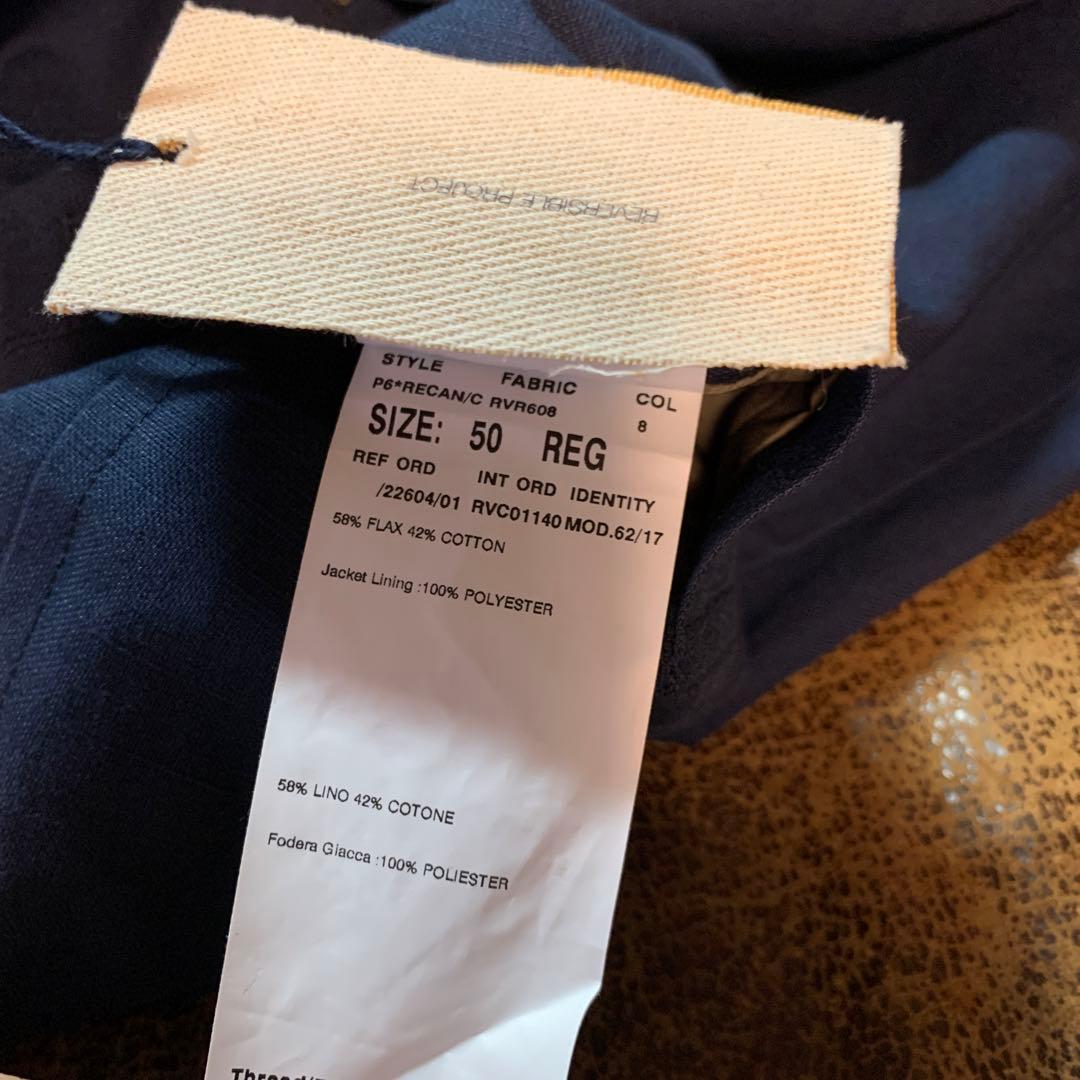 REVERSIBLE PROJECT
STYLE FABRIC COL
P6*RECAN/C RVR608 8
SIZE: 50 REG
REF ORD INT ORD IDENTITY
/22604/01 RVC01140 MOD.62/17
58% FLAX 42% COTTON
Jacket Lining :100% POLYESTER
58% LINO 42% COTONE
Fodera Giacca :100% POLIESTER